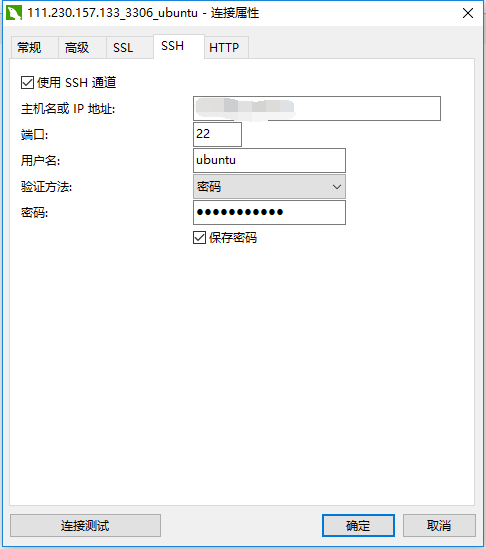 111.230.157.133_3306_ubuntu - 连接属性
常规 高级 SSL SSH HTTP
使用 SSH 通道
主机名或 IP 地址:
端口: 22
用户名: ubuntu
验证方法: 密码
密码: ●●●●●●●●●●●
保存密码
连接测试 确定 取消